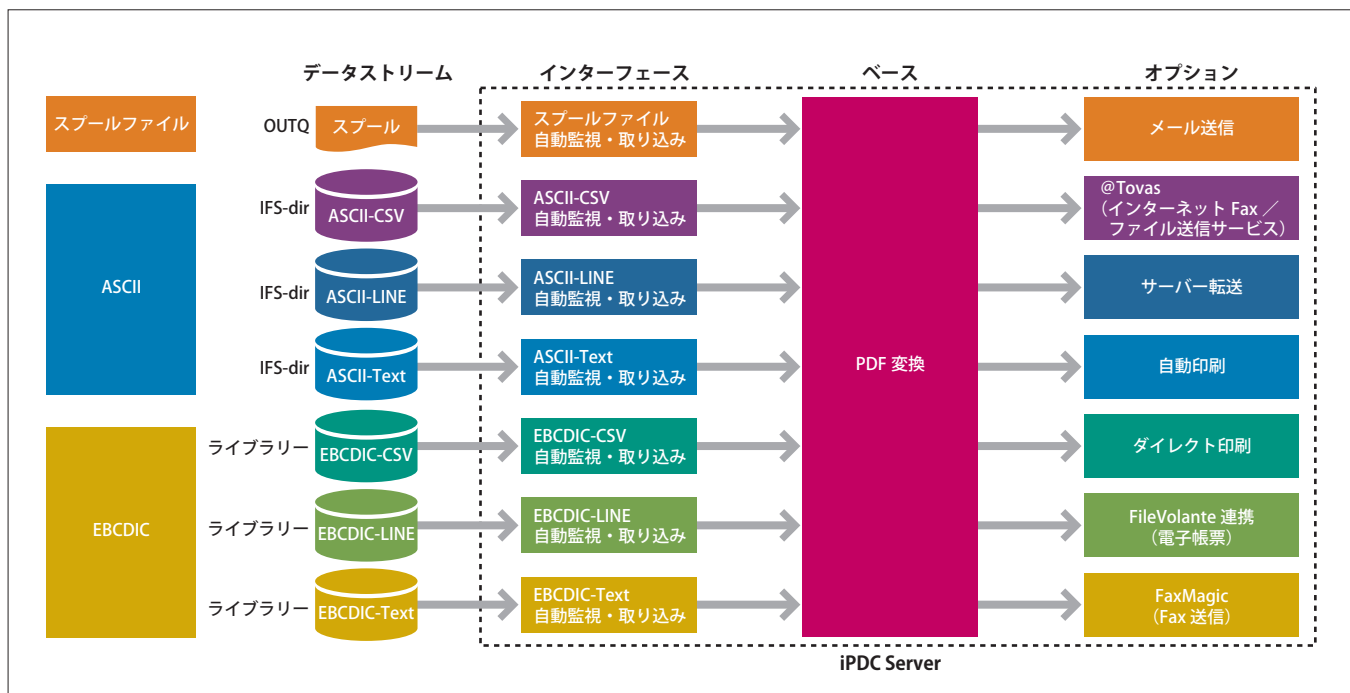 データストリーム
インターフェース
ベース
オプション
スプールファイル
OUTQ
スプール
スプールファイル
自動監視・取り込み
メール送信
ASCII
IFS-dir
ASCII-CSV
ASCII-CSV
自動監視・取り込み
@Tovas
（インターネット Fax ／
ファイル送信サービス）
IFS-dir
ASCII-LINE
ASCII-LINE
自動監視・取り込み
サーバー転送
IFS-dir
ASCII-Text
ASCII-Text
自動監視・取り込み
PDF 変換
自動印刷
EBCDIC
ライブラリー
EBCDIC-CSV
EBCDIC-CSV
自動監視・取り込み
ダイレクト印刷
ライブラリー
EBCDIC-LINE
EBCDIC-LINE
自動監視・取り込み
FileVolante 連携
（電子帳票）
ライブラリー
EBCDIC-Text
EBCDIC-Text
自動監視・取り込み
FaxMagic
（Fax 送信）
iPDC Server